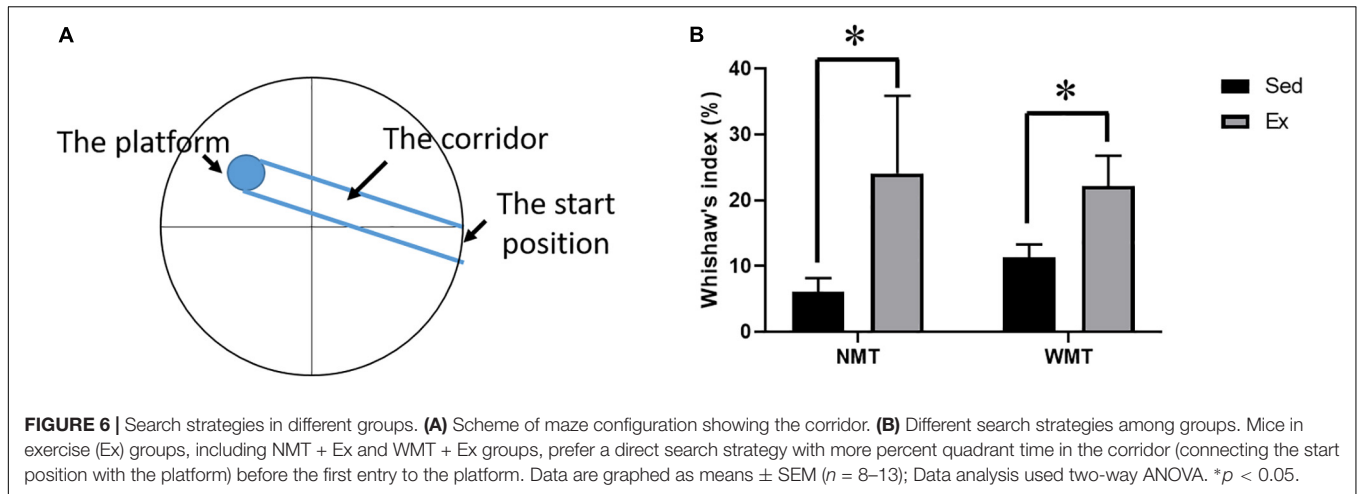 A
The platform
The corridor
The start
position
B
*
*
Whishaw's index (%)
40
30
20
10
0
NMT
WMT
Sed
Ex
FIGURE 6 | Search strategies in different groups. (A) Scheme of maze configuration showing the corridor. (B) Different search strategies among groups. Mice in
exercise (Ex) groups, including NMT + Ex and WMT + Ex groups, prefer a direct search strategy with more percent quadrant time in the corridor (connecting the start
position with the platform) before the first entry to the platform. Data are graphed as means ± SEM (n = 8–13); Data analysis used two-way ANOVA. *p < 0.05.